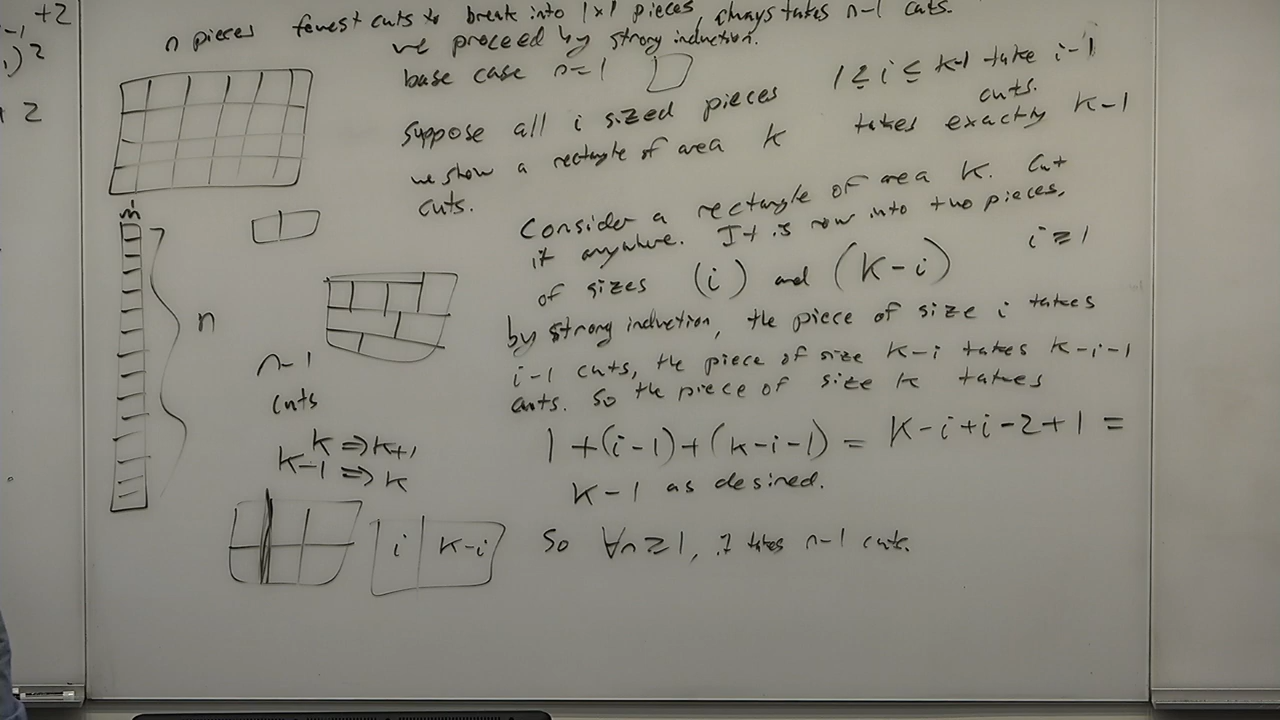 -1 +2
i)²
+ 2
n pieces fewest cuts to break into 1x1 pieces, always takes n-1 cuts.
we proceed by strong induction.
base case n=1
suppose all i sized pieces 1 ≤ i ≤ k-1 take i-1
cuts.
we show a rectangle of area k takes exactly k-1
cuts.
Consider a rectangle of area k. Cut
it anywhere. It is now into two pieces,
of sizes (i) and (k-i) i≥1
by strong induction, the piece of size i takes
i-1 cuts, the piece of size k-i takes k-i-1
cuts. So the piece of size k takes
1+(i-1)+(k-i-1) = k-i+i-2+1 =
k-1 as desired.
So ∀n≥1, it takes n-1 cuts.
n
n-1
cuts
k ⇒ k+1
k-1 ⇒ k
i k-i